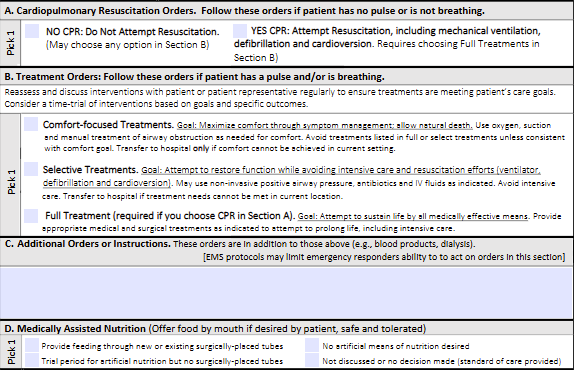 A. Cardiopulmonary Resuscitation Orders. Follow these orders if patient has no pulse or is not breathing.
Pick 1
NO CPR: Do Not Attempt Resuscitation.
(May choose any option in Section B)
YES CPR: Attempt Resuscitation, including mechanical ventilation,
defibrillation and cardioversion. Requires choosing Full Treatments in
Section B)
B. Treatment Orders: Follow these orders if patient has a pulse and/or is breathing.
Reassess and discuss interventions with patient or patient representative regularly to ensure treatments are meeting patient's care goals.
Consider a time-trial of interventions based on goals and specific outcomes.
Pick 1
Comfort-focused Treatments. Goal: Maximize comfort through symptom management; allow natural death. Use oxygen, suction
and manual treatment of airway obstruction as needed for comfort. Avoid treatments listed in full or select treatments unless consistent
with comfort goal. Transfer to hospital only if comfort cannot be achieved in current setting.
Selective Treatments. Goal: Attempt to restore function while avoiding intensive care and resuscitation efforts (ventilator,
defibrillation and cardioversion). May use non-invasive positive airway pressure, antibiotics and IV fluids as indicated. Avoid intensive
care. Transfer to hospital if treatment needs cannot be met in current location.
Full Treatment (required if you choose CPR in Section A). Goal: Attempt to sustain life by all medically effective means. Provide
appropriate medical and surgical treatments as indicated to attempt to prolong life, including intensive care.
C. Additional Orders or Instructions. These orders are in addition to those above (e.g., blood products, dialysis).
[EMS protocols may limit emergency responders ability to to act on orders in this section]
D. Medically Assisted Nutrition (Offer food by mouth if desired by patient, safe and tolerated)
Pick 1
Provide feeding through new or existing surgically-placed tubes
No artificial means of nutrition desired
Trial period for artificial nutrition but no surgically-placed tubes
Not discussed or no decision made (standard of care provided)